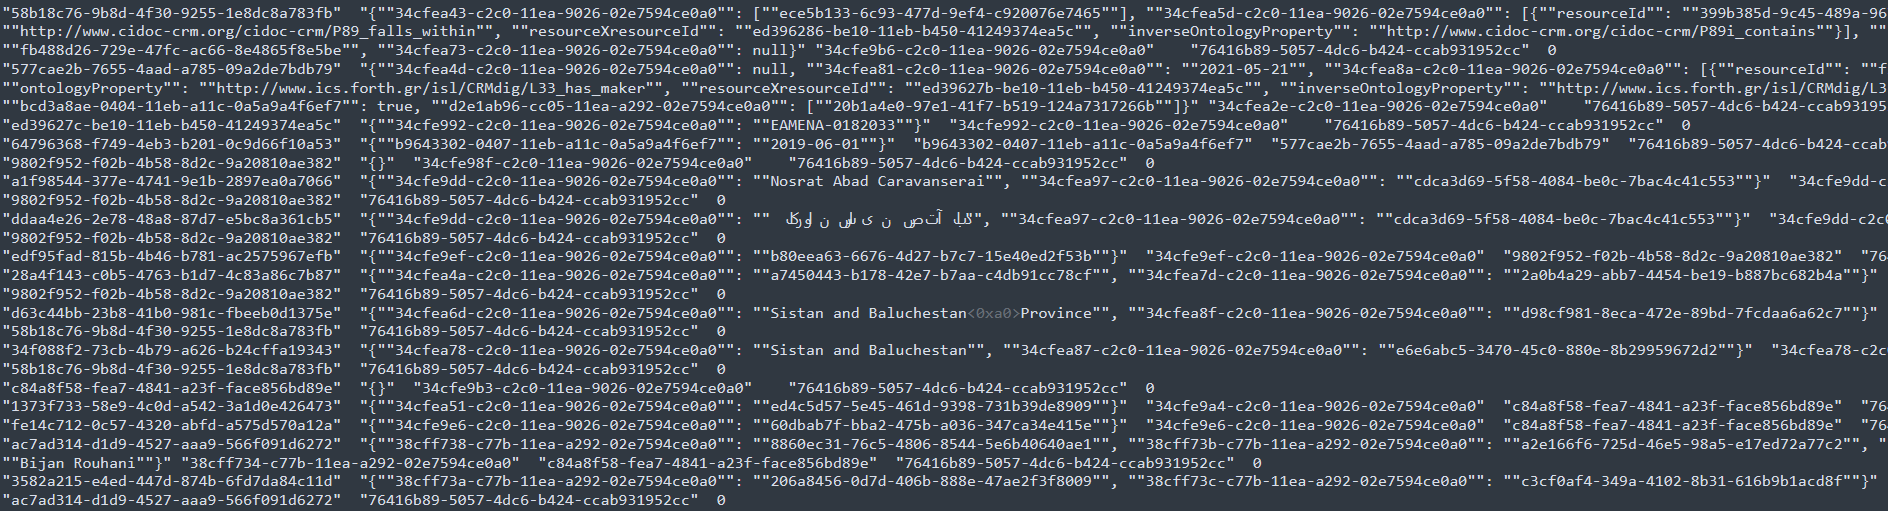 "58b18c76-9b8d-4f30-9255-1e8dc8a783fb" "{""34cfea43-c2c0-11ea-9026-02e7594ce0a0"": [""ece5b133-6c93-477d-9ef4-c920076e7465""], ""34cfea5d-c2c0-11ea-9026-02e7594ce0a0"": [{""resourceId"": ""399b385d-9c45-489a-96
""http://www.cidoc-crm.org/cidoc-crm/P89_falls_within"", ""resourceXresourceId"": ""ed396286-be10-11eb-b450-41249374ea5c"", ""inverseOntologyProperty"": ""http://www.cidoc-crm.org/cidoc-crm/P89i_contains""}], ""
""fb488d26-729e-47fc-ac66-8e4865f8e5be"", ""34cfea73-c2c0-11ea-9026-02e7594ce0a0"": null}" "34cfe9b6-c2c0-11ea-9026-02e7594ce0a0" "76416b89-5057-4dc6-b424-ccab931952cc" 0
"577cae2b-7655-4aad-a785-09a2de7bdb79" "{""34cfea4d-c2c0-11ea-9026-02e7594ce0a0"": null, ""34cfea81-c2c0-11ea-9026-02e7594ce0a0"": ""2021-05-21"", ""34cfea8a-c2c0-11ea-9026-02e7594ce0a0"": [{""resourceId"": ""f
""ontologyProperty"": ""http://www.ics.forth.gr/isl/CRMdig/L33_has_maker"", ""resourceXresourceId"": ""ed39627b-be10-11eb-b450-41249374ea5c"", ""inverseOntologyProperty"": ""http://www.ics.forth.gr/isl/CRMdig/L3
""bcd3a8ae-0404-11eb-a11c-0a5a9a4f6ef7"": true, ""d2e1ab96-cc05-11ea-a292-02e7594ce0a0"": [""20b1a4e0-97e1-41f7-b519-124a7317266b""]}" "34cfea2e-c2c0-11ea-9026-02e7594ce0a0" "76416b89-5057-4dc6-b424-ccab93195
"ed39627c-be10-11eb-b450-41249374ea5c" "{""34cfe992-c2c0-11ea-9026-02e7594ce0a0"": ""EAMENA-0182033""}" "34cfe992-c2c0-11ea-9026-02e7594ce0a0" "76416b89-5057-4dc6-b424-ccab931952cc" 0
"64796368-f749-4eb3-b201-0c9d66f10a53" "{""b9643302-0407-11eb-a11c-0a5a9a4f6ef7"": ""2019-06-01""}" "b9643302-0407-11eb-a11c-0a5a9a4f6ef7" "577cae2b-7655-4aad-a785-09a2de7bdb79" "76416b89-5057-4dc6-b424-ccab
"9802f952-f02b-4b58-8d2c-9a20810ae382" "{}" "34cfe98f-c2c0-11ea-9026-02e7594ce0a0" "76416b89-5057-4dc6-b424-ccab931952cc" 0
"a1f98544-377e-4741-9e1b-2897ea0a7066" "{""34cfe9dd-c2c0-11ea-9026-02e7594ce0a0"": ""Nosrat Abad Caravanserai"", ""34cfea97-c2c0-11ea-9026-02e7594ce0a0"": ""cdca3d69-5f58-4084-be0c-7bac4c41c553""}" "34cfe9dd-c
"9802f952-f02b-4b58-8d2c-9a20810ae382" "76416b89-5057-4dc6-b424-ccab931952cc" 0
"ddaa4e26-2e78-48a8-87d7-e5bc8a361cb5" "{""34cfe9dd-c2c0-11ea-9026-02e7594ce0a0"": "" "", ""34cfea97-c2c0-11ea-9026-02e7594ce0a0"": ""cdca3d69-5f58-4084-be0c-7bac4c41c553""}" "34cfe9dd-c2c0
"9802f952-f02b-4b58-8d2c-9a20810ae382" "76416b89-5057-4dc6-b424-ccab931952cc" 0
"edf95fad-815b-4b46-b781-ac2575967efb" "{""34cfe9ef-c2c0-11ea-9026-02e7594ce0a0"": ""b80eea63-6676-4d27-b7c7-15e40ed2f53b""}" "34cfe9ef-c2c0-11ea-9026-02e7594ce0a0" "9802f952-f02b-4b58-8d2c-9a20810ae382" "76
"28a4f143-c0b5-4763-b1d7-4c83a86c7b87" "{""34cfea4a-c2c0-11ea-9026-02e7594ce0a0"": ""a7450443-b178-42e7-b7aa-c4db91cc78cf"", ""34cfea7d-c2c0-11ea-9026-02e7594ce0a0"": ""2a0b4a29-abb7-4454-be19-b887bc682b4a""}"
"9802f952-f02b-4b58-8d2c-9a20810ae382" "76416b89-5057-4dc6-b424-ccab931952cc" 0
"d63c44bb-23b8-41b0-981c-fbeeb0d1375e" "{""34cfea6d-c2c0-11ea-9026-02e7594ce0a0"": ""Sistan and Baluchestan<0xa0>Province"", ""34cfea8f-c2c0-11ea-9026-02e7594ce0a0"": ""d98cf981-8eca-472e-89bd-7fcdaa6a62c7""}"
"58b18c76-9b8d-4f30-9255-1e8dc8a783fb" "76416b89-5057-4dc6-b424-ccab931952cc" 0
"34f088f2-73cb-4b79-a626-b24cffa19343" "{""34cfea78-c2c0-11ea-9026-02e7594ce0a0"": ""Sistan and Baluchestan"", ""34cfea87-c2c0-11ea-9026-02e7594ce0a0"": ""e6e6abc5-3470-45c0-880e-8b29959672d2""}" "34cfea78-c2c
"58b18c76-9b8d-4f30-9255-1e8dc8a783fb" "76416b89-5057-4dc6-b424-ccab931952cc" 0
"c84a8f58-fea7-4841-a23f-face856bd89e" "{}" "34cfe9b3-c2c0-11ea-9026-02e7594ce0a0" "76416b89-5057-4dc6-b424-ccab931952cc" 0
"1373f733-58e9-4c0d-a542-3a1d0e426473" "{""34cfea51-c2c0-11ea-9026-02e7594ce0a0"": ""ed4c5d57-5e45-461d-9398-731b39de8909""}" "34cfe9a4-c2c0-11ea-9026-02e7594ce0a0" "c84a8f58-fea7-4841-a23f-face856bd89e" "76
"fe14c712-0c57-4320-abfd-a575d570a12a" "{""34cfe9e6-c2c0-11ea-9026-02e7594ce0a0"": ""60dbab7f-bba2-475b-a036-347ca34e415e""}" "34cfe9e6-c2c0-11ea-9026-02e7594ce0a0" "c84a8f58-fea7-4841-a23f-face856bd89e" "76
"ac7ad314-d1d9-4527-aaa9-566f091d6272" "{""38cff738-c77b-11ea-a292-02e7594ce0a0"": ""8860ec31-76c5-4806-8544-5e6b40640ae1"", ""38cff73b-c77b-11ea-a292-02e7594ce0a0"": ""a2e166f6-725d-46e5-98a5-e17ed72a77c2"", "
""Bijan Rouhani""}" "38cff734-c77b-11ea-a292-02e7594ce0a0" "c84a8f58-fea7-4841-a23f-face856bd89e" "76416b89-5057-4dc6-b424-ccab931952cc" 0
"3582a215-e4ed-447d-874b-6fd7da84c11d" "{""38cff73a-c77b-11ea-a292-02e7594ce0a0"": ""206a8456-0d7d-406b-888e-47ae2f3f8009"", ""38cff73c-c77b-11ea-a292-02e7594ce0a0"": ""c3cf0af4-349a-4102-8b31-616b9b1acd8f""}"
"ac7ad314-d1d9-4527-aaa9-566f091d6272" "76416b89-5057-4dc6-b424-ccab931952cc" 0